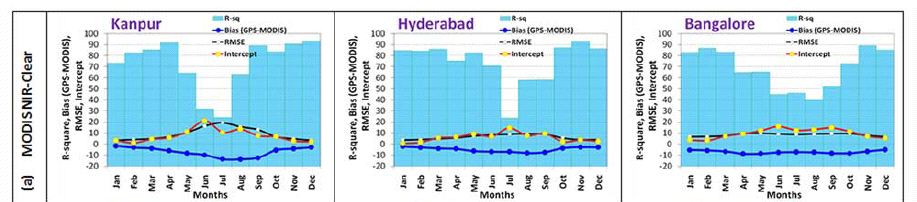 (a) MODIS NIR-Clear
Kanpur
R-sq
Bias (GPS-MODIS)
RMSE
Intercept
R-square, Bias (GPS-MODIS),
RMSE, Intercept
100
90
80
70
60
50
40
30
20
10
0
-10
-20
Jan Feb Mar Apr May Jun Jul Aug Sep Oct Nov Dec
Months
Hyderabad
R-sq
Bias (GPS-MODIS)
RMSE
Intercept
R-square, Bias (GPS-MODIS),
RMSE, Intercept
100
90
80
70
60
50
40
30
20
10
0
-10
-20
Jan Feb Mar Apr May Jun Jul Aug Sep Oct Nov Dec
Months
Bangalore
R-sq
Bias (GPS-MODIS)
RMSE
Intercept
R-square, Bias (GPS-MODIS),
RMSE, Intercept
100
90
80
70
60
50
40
30
20
10
0
-10
-20
Jan Feb Mar Apr May Jun Jul Aug Sep Oct Nov Dec
Months